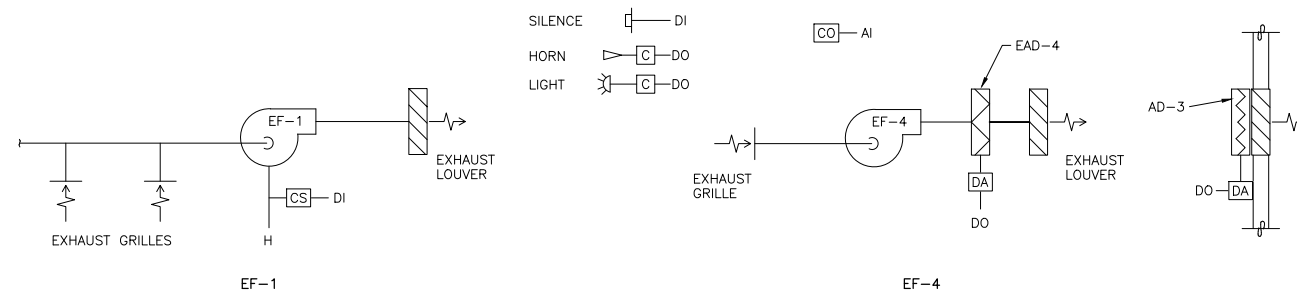 SILENCE DI
HORN C DO
LIGHT C DO
CO AI
EAD-4
EF-1
EXHAUST
LOUVER
CS DI
H
EXHAUST GRILLES
EF-1
EF-4
EXHAUST
GRILLE
DA
DO
EXHAUST
LOUVER
EF-4
AD-3
DO DA